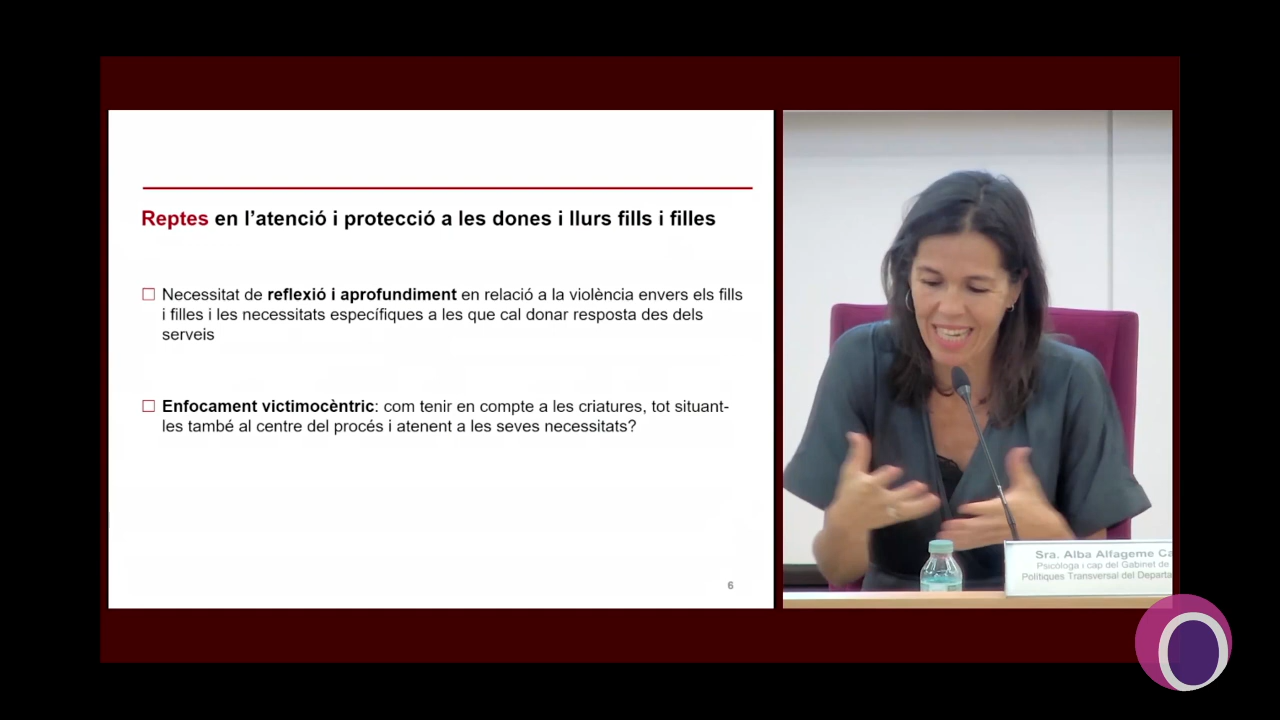 Reptes en l’atenció i protecció a les dones i llurs fills i filles
☐ Necessitat de reflexió i aprofundiment en relació a la violència envers els fills
i filles i les necessitats específiques a les que cal donar resposta des dels
serveis
☐ Enfocament victimocèntric: com tenir en compte a les criatures, tot situant-
les també al centre del procés i atenent a les seves necessitats?
6
Sra. Alba Alfageme Ca
Psicòloga i cap del Gabinet de
Polítiques Transversal del Departa